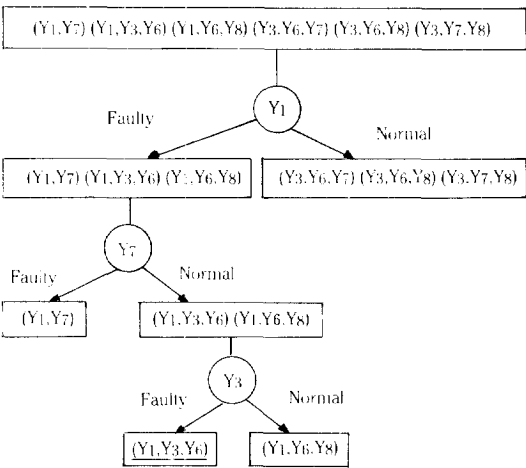 (Y1,Y7) (Y1,Y3,Y6) (Y1,Y6,Y8) (Y3,Y6,Y7) (Y3,Y6,Y8) (Y3,Y7,Y8)
Y1
Faulty
Normal
(Y1,Y7) (Y1,Y3,Y6) (Y1,Y6,Y8)
(Y3,Y6,Y7) (Y3,Y6,Y8) (Y3,Y7,Y8)
Y7
Faulty
Normal
(Y1,Y7)
(Y1,Y3,Y6) (Y1,Y6,Y8)
Y3
Faulty
Normal
(Y1,Y3,Y6)
(Y1,Y6,Y8)